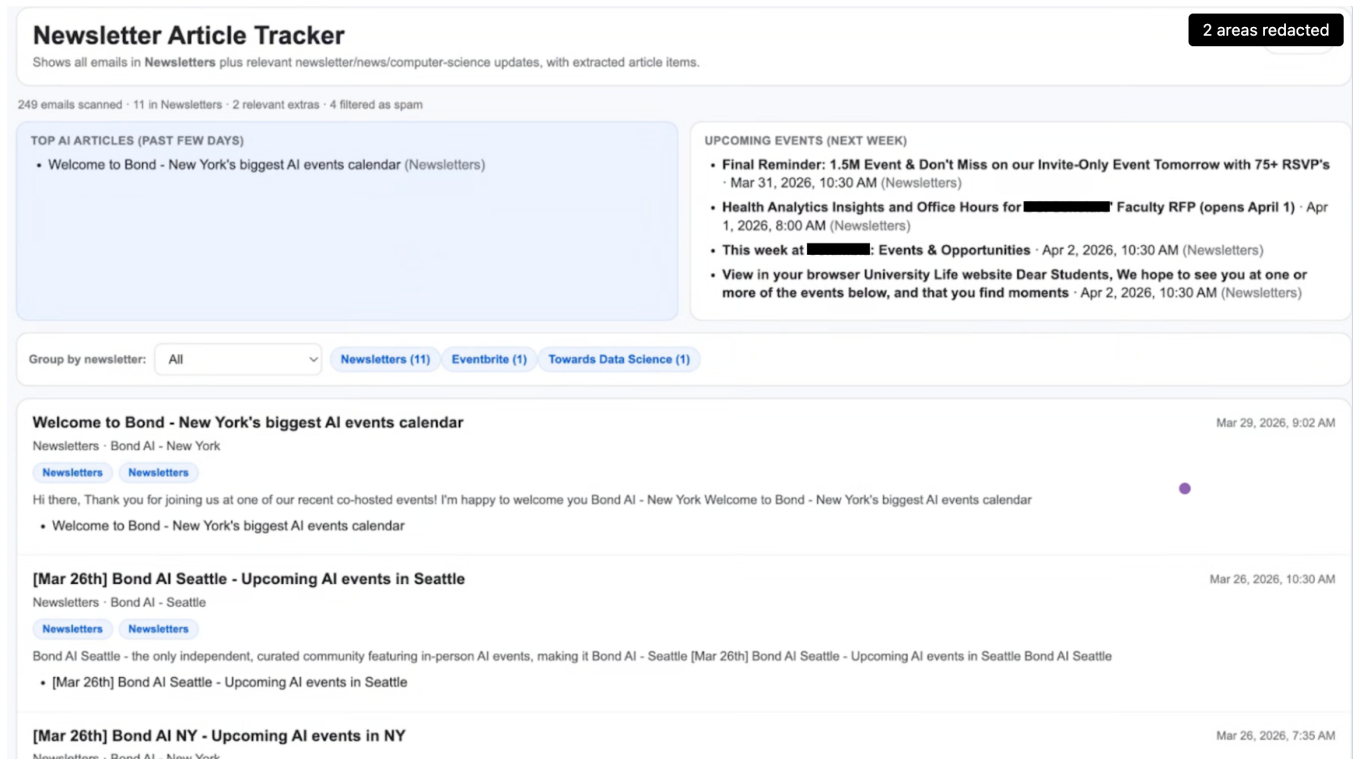 Newsletter Article Tracker
2 areas redacted
Shows all emails in Newsletters plus relevant newsletter/news/computer-science updates, with extracted article items.
249 emails scanned · 11 in Newsletters · 2 relevant extras · 4 filtered as spam
TOP AI ARTICLES (PAST FEW DAYS)
• Welcome to Bond - New York's biggest AI events calendar (Newsletters)
UPCOMING EVENTS (NEXT WEEK)
• Final Reminder: 1.5M Event & Don't Miss on our Invite-Only Event Tomorrow with 75+ RSVP's
· Mar 31, 2026, 10:30 AM (Newsletters)
• Health Analytics Insights and Office Hours for ' Faculty RFP (opens April 1) · Apr
1, 2026, 8:00 AM (Newsletters)
• This week at : Events & Opportunities · Apr 2, 2026, 10:30 AM (Newsletters)
• View in your browser University Life website Dear Students, We hope to see you at one or
more of the events below, and that you find moments · Apr 2, 2026, 10:30 AM (Newsletters)
Group by newsletter: All Newsletters (11) Eventbrite (1) Towards Data Science (1)
Welcome to Bond - New York's biggest AI events calendar
Mar 29, 2026, 9:02 AM
Newsletters · Bond AI - New York
Newsletters Newsletters
Hi there, Thank you for joining us at one of our recent co-hosted events! I'm happy to welcome you Bond AI - New York Welcome to Bond - New York's biggest AI events calendar
• Welcome to Bond - New York's biggest AI events calendar
[Mar 26th] Bond AI Seattle - Upcoming AI events in Seattle
Mar 26, 2026, 10:30 AM
Newsletters · Bond AI - Seattle
Newsletters Newsletters
Bond AI Seattle - the only independent, curated community featuring in-person AI events, making it Bond AI - Seattle [Mar 26th] Bond AI Seattle - Upcoming AI events in Seattle Bond AI Seattle
• [Mar 26th] Bond AI Seattle - Upcoming AI events in Seattle
[Mar 26th] Bond AI NY - Upcoming AI events in NY
Mar 26, 2026, 7:35 AM
Newsletters · Bond AI - New York